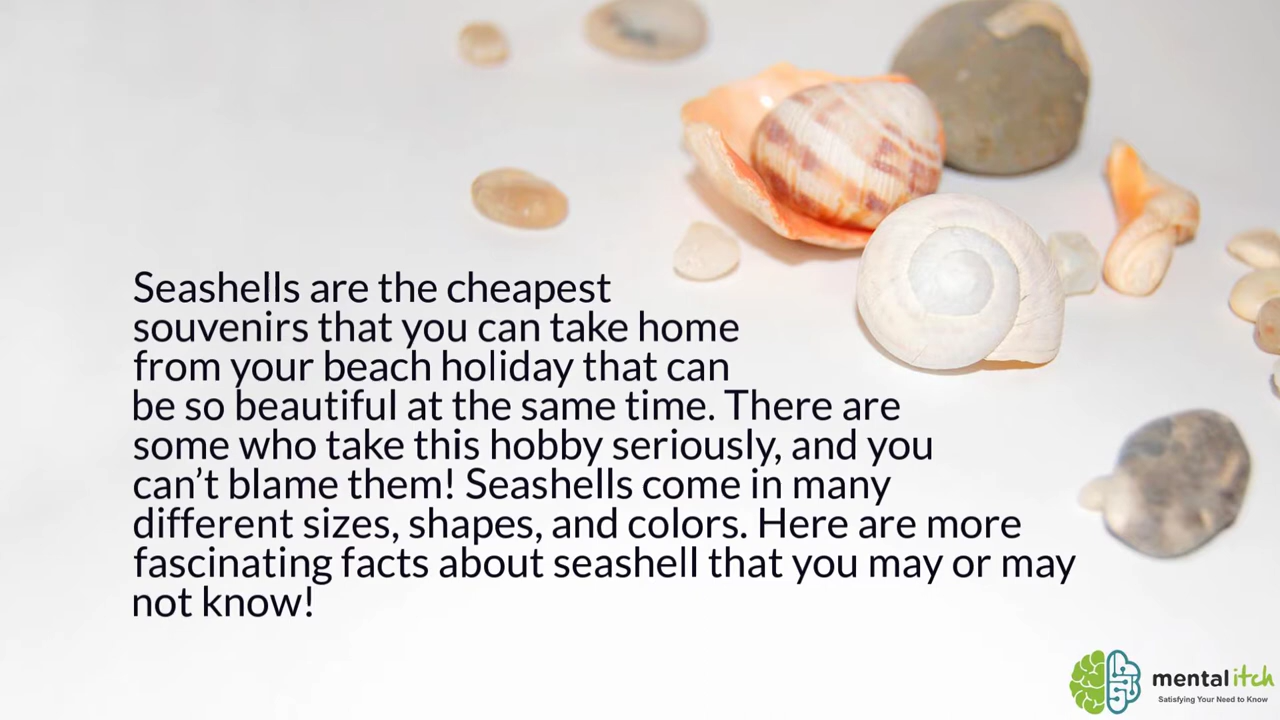 Seashells are the cheapest
souvenirs that you can take home
from your beach holiday that can
be so beautiful at the same time. There are
some who take this hobby seriously, and you
can’t blame them! Seashells come in many
different sizes, shapes, and colors. Here are more
fascinating facts about seashell that you may or may
not know!
mentalitch
Satisfying Your Need to Know